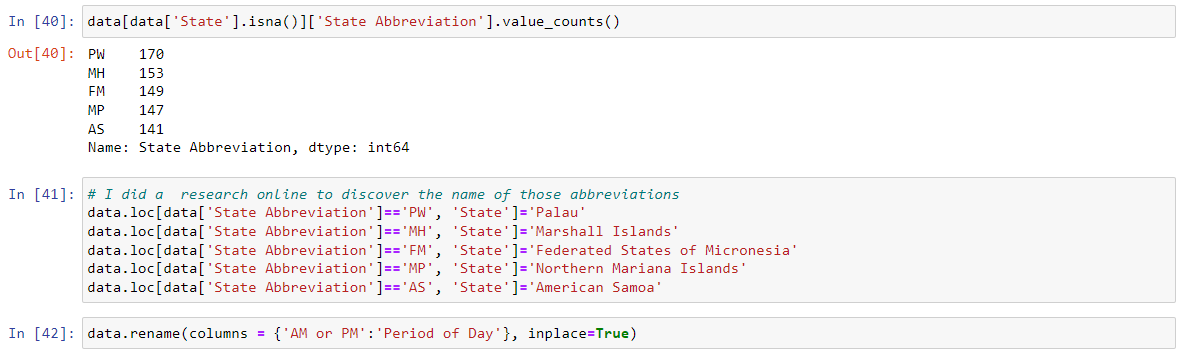 In [40]: data[data['State'].isna()]['State Abbreviation'].value_counts()
Out[40]: PW    170
MH    153
FM    149
MP    147
AS    141
Name: State Abbreviation, dtype: int64
In [41]: # I did a  research online to discover the name of those abbreviations
data.loc[data['State Abbreviation']=='PW', 'State']='Palau'
data.loc[data['State Abbreviation']=='MH', 'State']='Marshall Islands'
data.loc[data['State Abbreviation']=='FM', 'State']='Federated States of Micronesia'
data.loc[data['State Abbreviation']=='MP', 'State']='Northern Mariana Islands'
data.loc[data['State Abbreviation']=='AS', 'State']='American Samoa'
In [42]: data.rename(columns = {'AM or PM':'Period of Day'}, inplace=True)